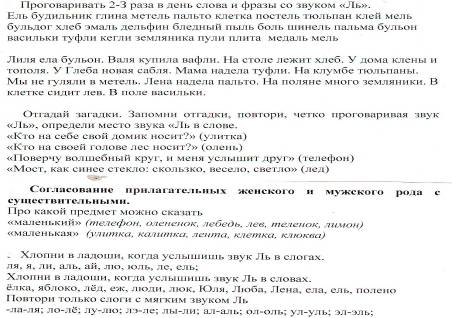 Проговаривать 2-3 раза в день слова и фразы со звуком «Ль».
Ель будильник глина метель пальто клетка постель тюльпан клей мель
бульдог хлеб эмаль дельфин бледный пыль боль шинель пальма бульон
васильки туфли кегли земляника пули плита медаль мель
Лиля ела бульон. Валя купила вафли. На столе лежит хлеб. У дома клены и
тополя. У Глеба новая сабля. Мама надела туфли. На клумбе тюльпаны.
Мы не гуляли в метель. Лена надела пальто. На поляне много земляники. В
клетке сидит лев. В поле васильки.
Отгадай загадки. Запомни отгадки, повтори, четко проговаривая звук
«Ль», определи место звука «Ль в слове.
«Кто на себе свой домик носит?» (улитка)
«Кто на своей голове лес носит?» (олень)
«Поверчу волшебный круг, и меня услышит друг» (телефон)
«Мост, как синее стекло: скользко, весело, светло» (лед)
Согласование прилагательных женского и мужского рода с
существительными.
Про какой предмет можно сказать
«маленький» (телефон, олененок, лебедь, лев, теленок, лимон)
«маленькая» (улитка, калитка, лента, клетка, клюква)
. Хлопни в ладоши, когда услышишь звук Ль в слогах.
ля, я, ли, аль, ай, лю, юль, ле, ель;
Хлопни в ладоши, когда услышишь звук Ль в словах.
ёлка, яблоко, лёд, еж, люди, люк, Юля, Люба, Лена, ела, ель, полено
Повтори только слоги с мягким звуком Ль
-ла-ля; ло-лё; лу-лю; лэ-ле; лы-ли; ал-аль; ол-оль; ул-уль; эл-эль;